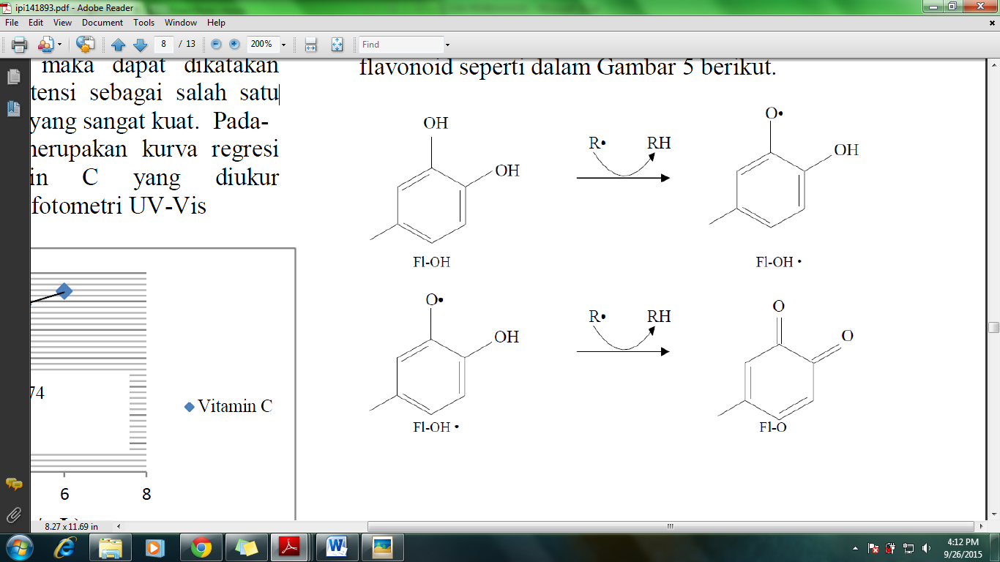 ipi141893.pdf - Adobe Reader
File Edit View Document Tools Window Help
8 / 13 200% Find
maka dapat dikatakan
tensi sebagai salah satu
yang sangat kuat. Pada-
nerupakan kurva regresi
in C yang diukur
fotometri UV-Vis
74
Vitamin C
6 8
flavonoid seperti dalam Gambar 5 berikut.
OH
OH
Fl-OH
R• RH
O•
OH
Fl-OH •
O•
OH
Fl-OH •
R• RH
O
O
Fl-O
8.27 x 11.69 in
4:12 PM
9/26/2015